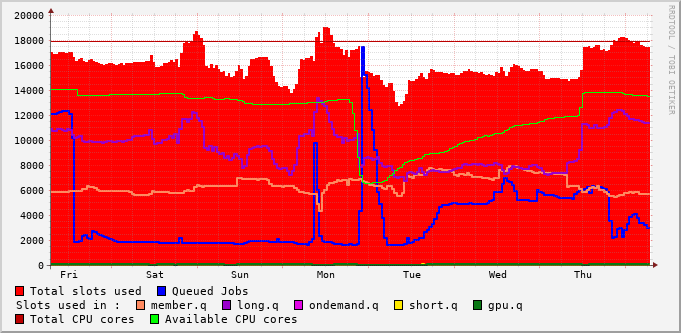 20000
18000
16000
14000
12000
10000
8000
6000
4000
2000
0
Fri Sat Sun Mon Tue Wed Thu
RRDTOOL / TOBI OETIKER
Total slots used Queued Jobs
Slots used in : member.q long.q ondemand.q short.q gpu.q
Total CPU cores Available CPU cores